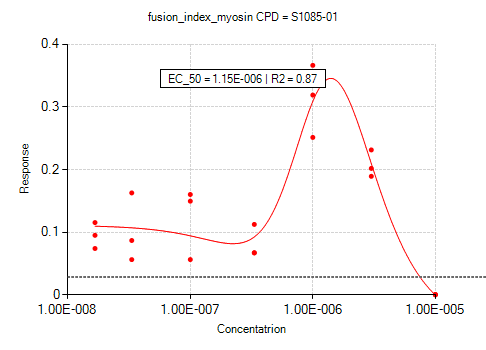 fusion_index_myosin CPD = S1085-01
0.4
EC_50 = 1.15E-006 | R2 = 0.87
0.3
Response
0.2
0.1
0
1.00E-008 1.00E-007 1.00E-006 1.00E-005
Concentatrion